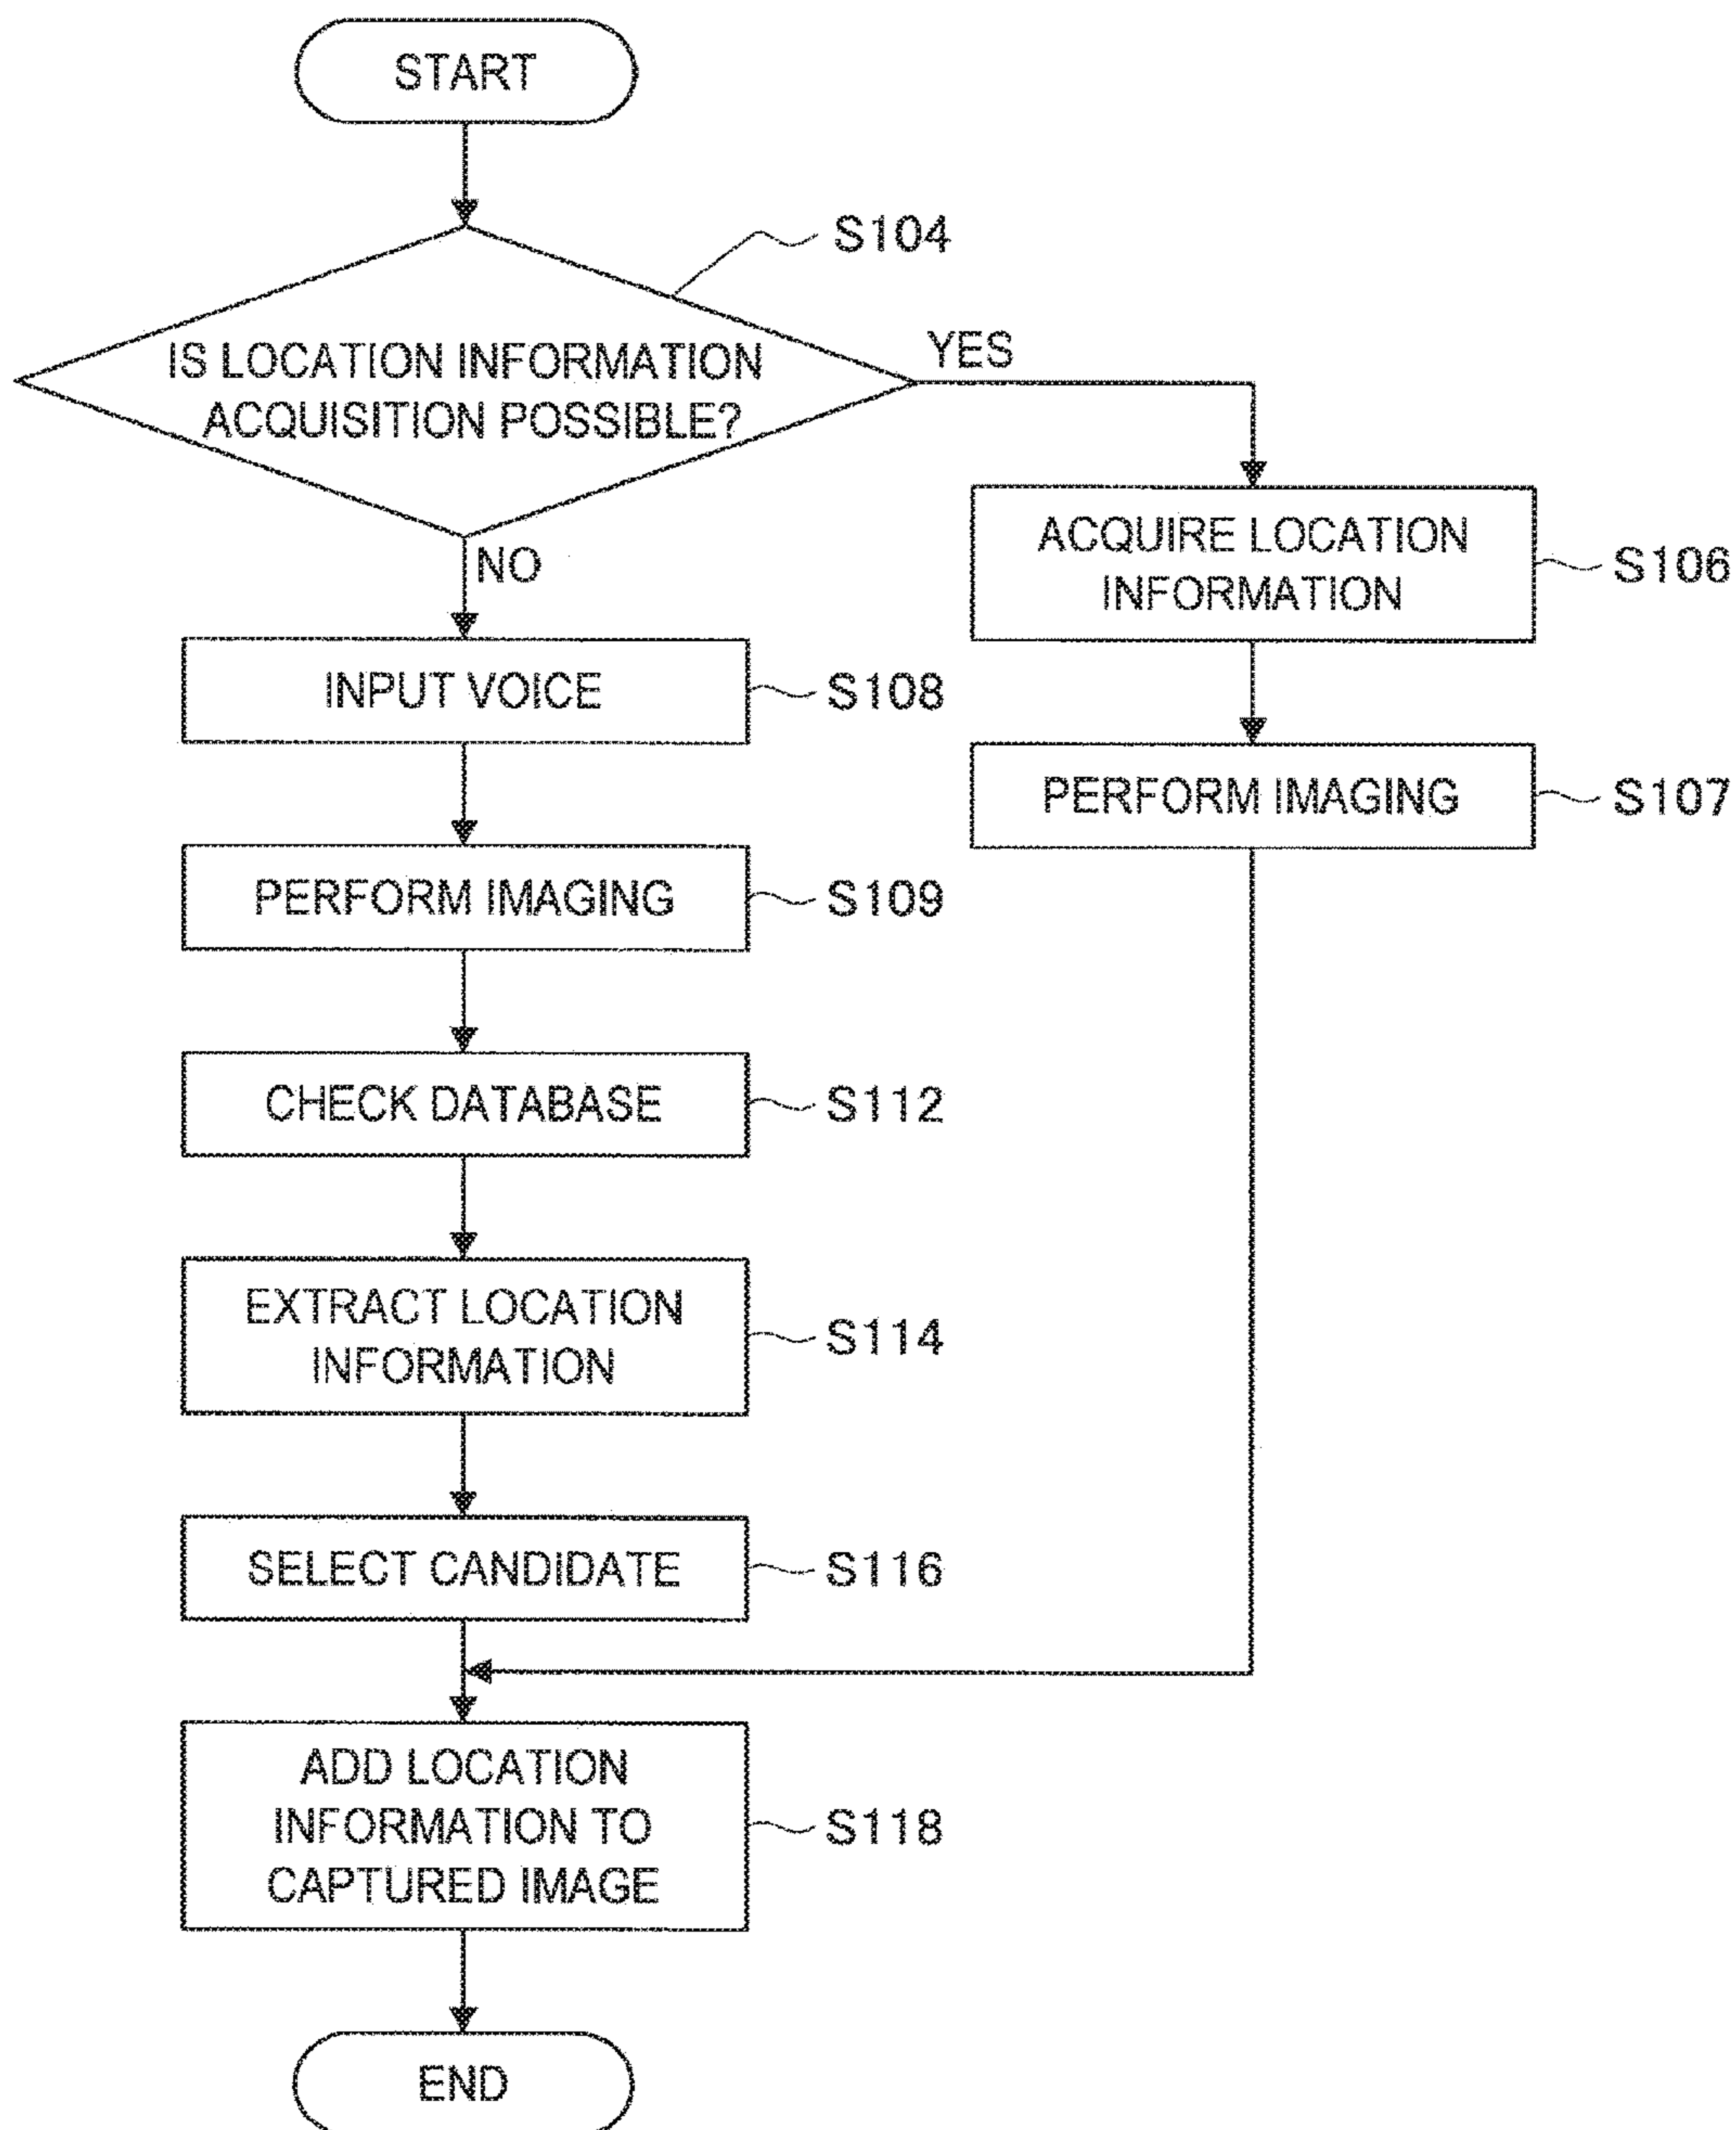 START
S104
IS LOCATION INFORMATION
ACQUISITION POSSIBLE?
YES
NO
ACQUIRE LOCATION
INFORMATION
S106
INPUT VOICE
S108
PERFORM IMAGING
S107
PERFORM IMAGING
S109
CHECK DATABASE
S112
EXTRACT LOCATION
INFORMATION
S114
SELECT CANDIDATE
S116
ADD LOCATION
INFORMATION TO
CAPTURED IMAGE
S118
END